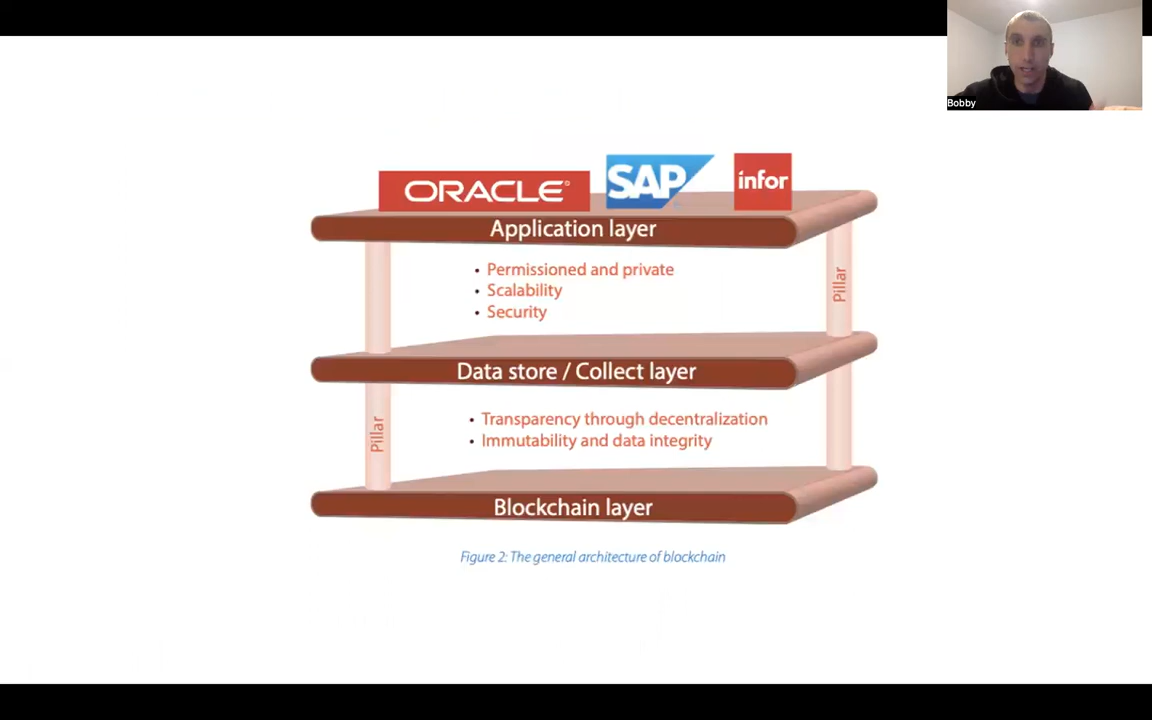 Bobby
ORACLE®
SAP
infor
Application layer
• Permissioned and private
• Scalability
• Security
Pillar
Data store / Collect layer
Pillar
• Transparency through decentralization
• Immutability and data integrity
Blockchain layer
Figure 2: The general architecture of blockchain